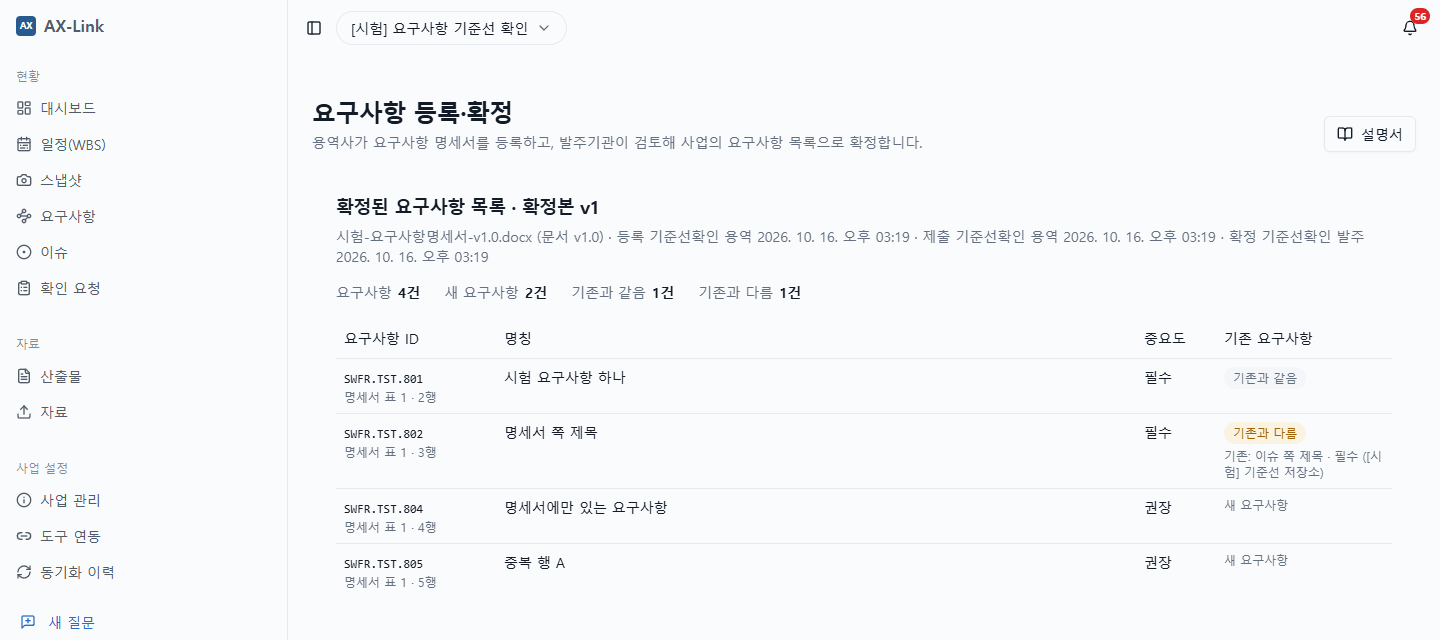 AX AX-Link
현황
대시보드
일정(WBS)
스냅샷
요구사항
이슈
확인 요청
자료
산출물
자료
사업 설정
사업 관리
도구 연동
동기화 이력
새 질문
[시험] 요구사항 기준선 확인
56
요구사항 등록·확정
용역사가 요구사항 명세서를 등록하고, 발주기관이 검토해 사업의 요구사항 목록으로 확정합니다.
설명서
확정된 요구사항 목록 · 확정본 v1
시험-요구사항명세서-v1.0.docx (문서 v1.0) · 등록 기준선확인 용역 2026. 10. 16. 오후 03:19 · 제출 기준선확인 용역 2026. 10. 16. 오후 03:19 · 확정 기준선확인 발주
2026. 10. 16. 오후 03:19
요구사항 4건 새 요구사항 2건 기존과 같음 1건 기존과 다름 1건
요구사항 ID 명칭 중요도 기존 요구사항
SWFR.TST.801 시험 요구사항 하나 필수 기존과 같음
명세서 표 1 · 2행
SWFR.TST.802 명세서 쪽 제목 필수 기존과 다름
명세서 표 1 · 3행 기존: 이슈 쪽 제목 · 필수 ([시
험] 기준선 저장소)
SWFR.TST.804 명세서에만 있는 요구사항 권장 새 요구사항
명세서 표 1 · 4행
SWFR.TST.805 중복 행 A 권장 새 요구사항
명세서 표 1 · 5행